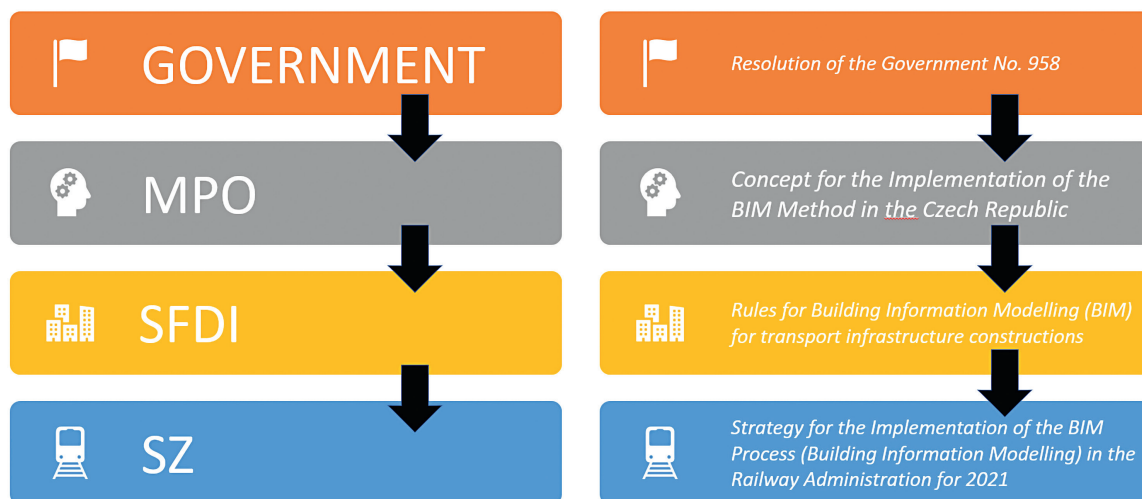 GOVERNMENT
Resolution of the Government No. 958
MPO
Concept for the Implementation of the
BIM Method in the Czech Republic
SFDI
Rules for Building Information Modelling (BIM)
for transport infrastructure constructions
SZ
Strategy for the Implementation of the BIM
Process (Building Information Modelling) in the
Railway Administration for 2021